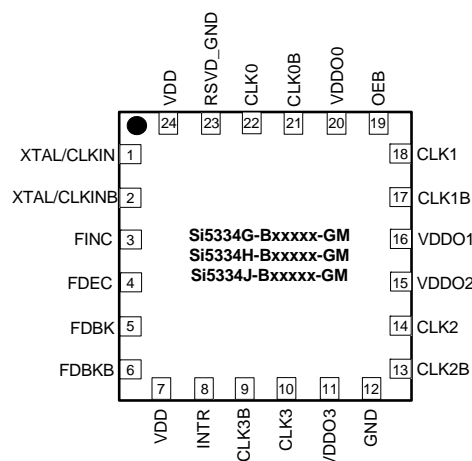 VDD
RSVD_GND
CLK0
CLK0B
VDDO0
OEB
24
23
22
21
20
19
XTAL/CLKIN 1
XTAL/CLKINB 2
FINC 3
FDEC 4
FDBK 5
FDBKB 6
Si5334G-Bxxxxx-GM
Si5334H-Bxxxxx-GM
Si5334J-Bxxxxx-GM
18 CLK1
17 CLK1B
16 VDDO1
15 VDDO2
14 CLK2
13 CLK2B
7
8
9
10
11
12
VDD
INTR
CLK3B
CLK3
VDDO3
GND